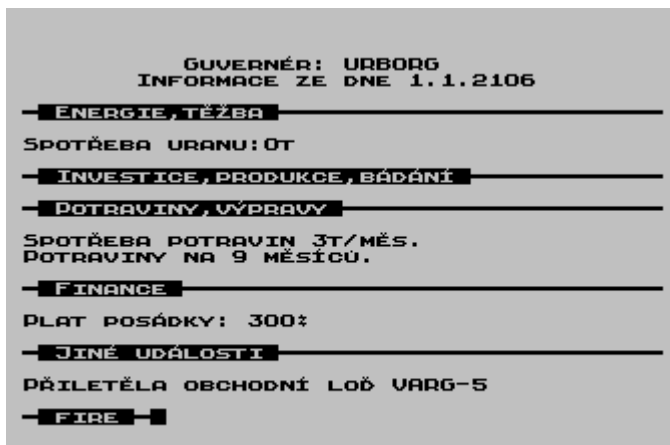 GUVERNÉR: URBORG
INFORMACE ZE DNE 1.1.2106
ENERGIE,TĚŽBA
SPOTŘEBA URANU:0T
INVESTICE,PRODUKCE,BÁDÁNÍ
POTRAVINY,VÝPRAVY
SPOTŘEBA POTRAVIN 3T/MĚS.
POTRAVINY NA 9 MĚSÍCŮ.
FINANCE
PLAT POSÁDKY: 300
JINÉ UDÁLOSTI
PŘILETĚLA OBCHODNÍ LOĎ VARG-5
FIRE